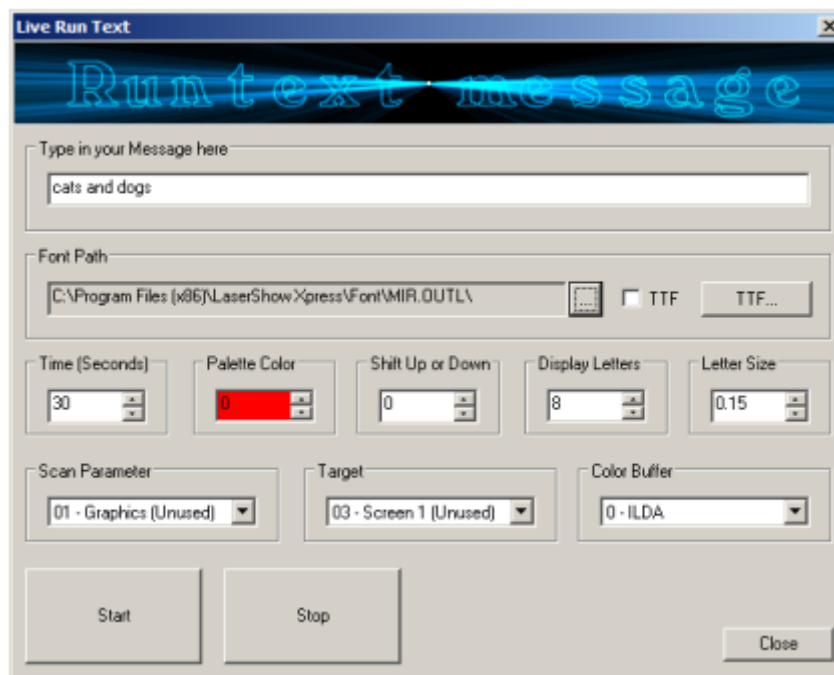 Live Run Text
Runtext message
Type in your Message here
cats and dogs
Font Path
C:\Program Files (x86)\LaserShow Xpress\Font\MIR.OUTL\
...
TTF
TTF...
Time (Seconds) Palette Color Shift Up or Down Display Letters Letter Size
30 0 0 8 0.15
Scan Parameter Target Color Buffer
01 - Graphics (Unused) 03 - Screen 1 (Unused) 0 - ILDA
Start Stop
Close